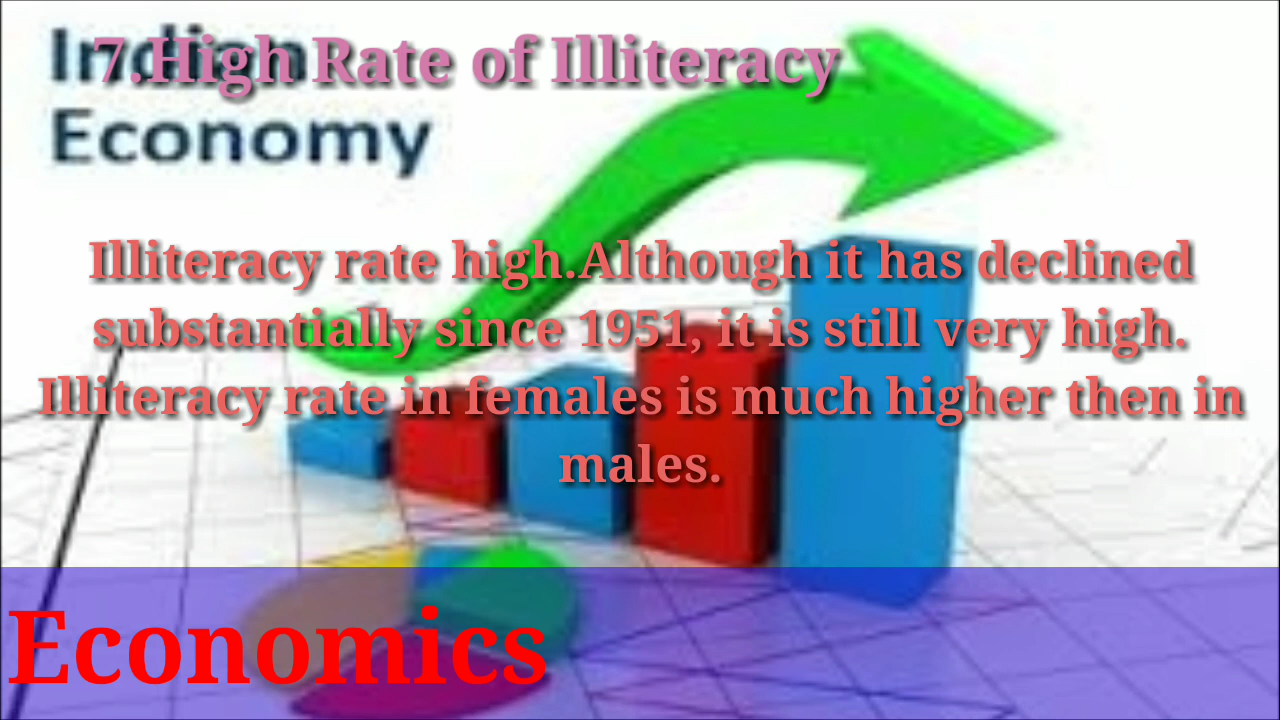 7.High Rate of Illiteracy
Indian
Economy
Illiteracy rate high.Although it has declined
substantially since 1951, it is still very high.
Illiteracy rate in females is much higher then in
males.
Economics